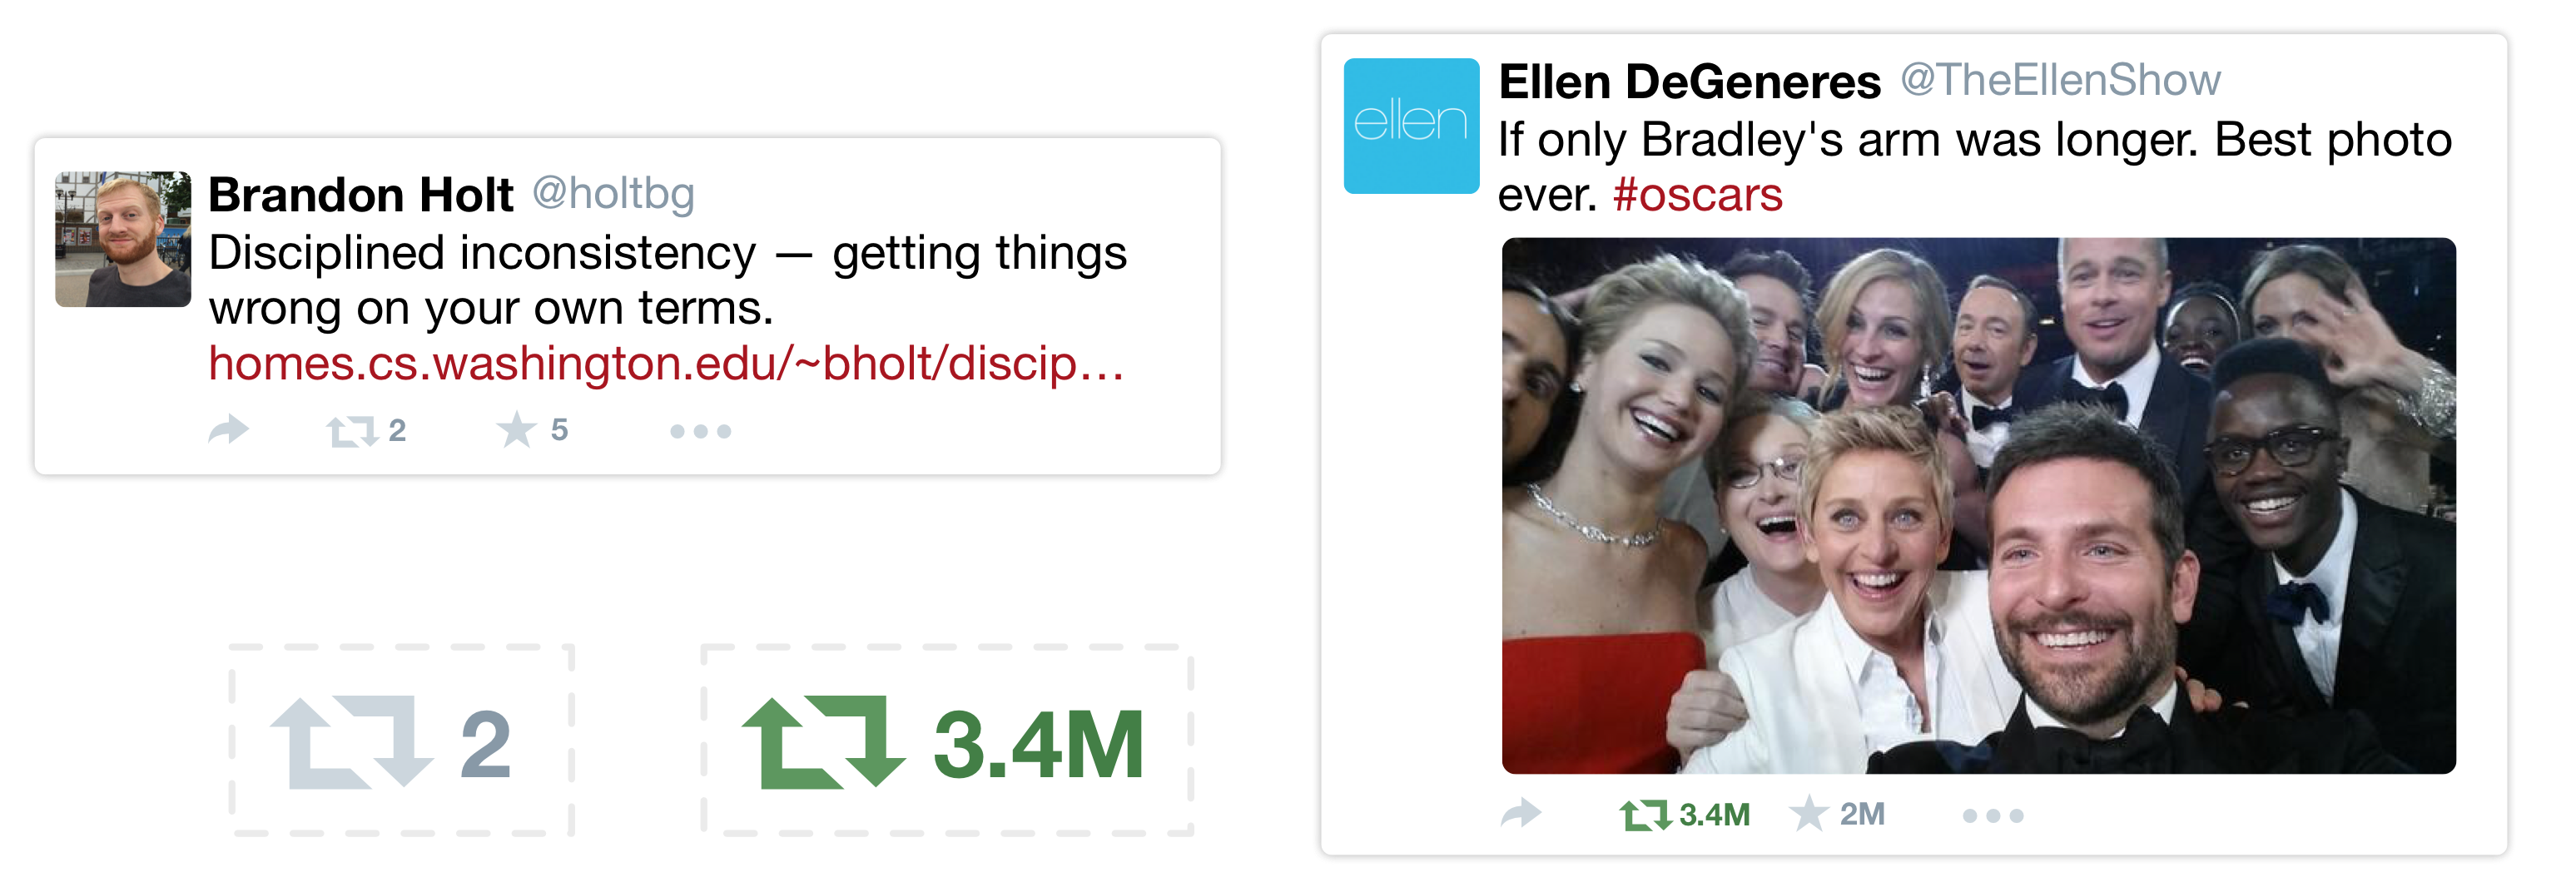 Brandon Holt @holtbg
Disciplined inconsistency — getting things
wrong on your own terms.
homes.cs.washington.edu/~bholt/discip…
2 5
2 3.4M
ellen
Ellen DeGeneres @TheEllenShow
If only Bradley's arm was longer. Best photo
ever. #oscars
3.4M 2M